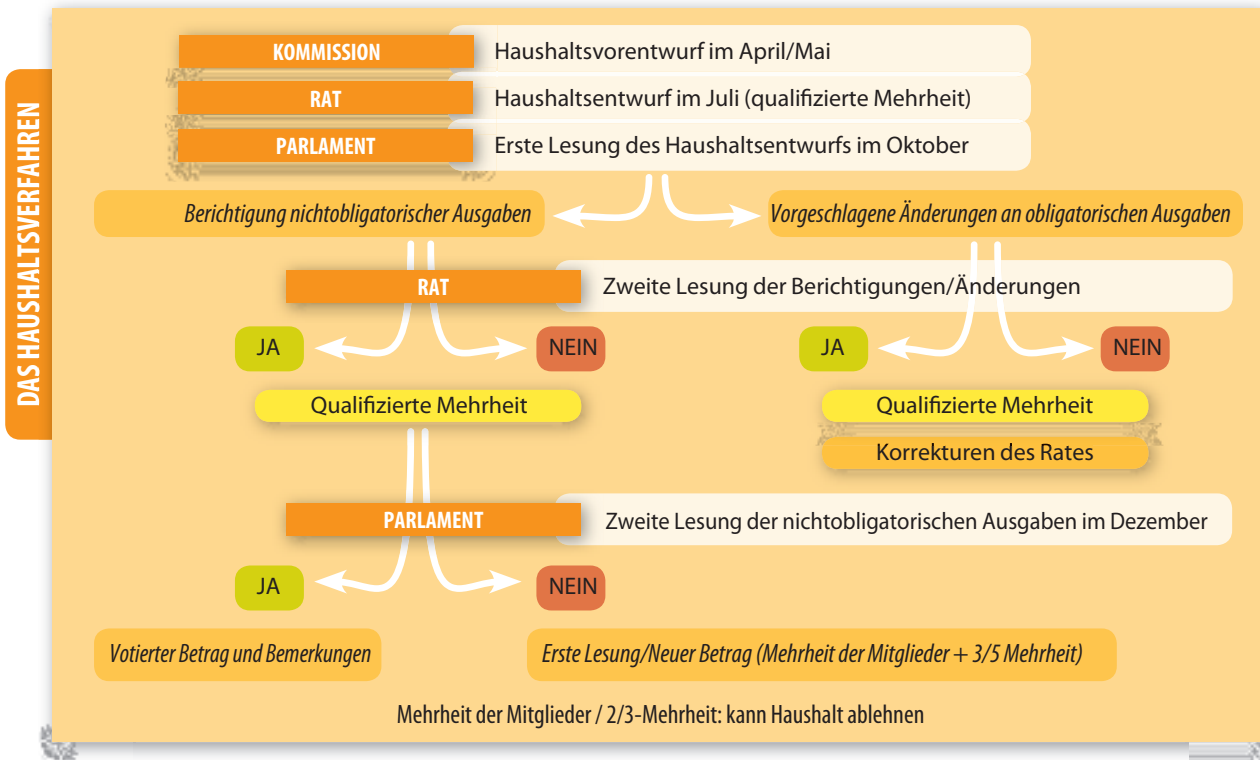 DAS HAUSHALTSVERFAHREN
KOMMISSION Haushaltsvorentwurf im April/Mai
RAT Haushaltsentwurf im Juli (qualifizierte Mehrheit)
PARLAMENT Erste Lesung des Haushaltsentwurfs im Oktober
Berichtigung nichtobligatorischer Ausgaben Vorgeschlagene Änderungen an obligatorischen Ausgaben
RAT Zweite Lesung der Berichtigungen/Änderungen
JA NEIN JA NEIN
Qualifizierte Mehrheit Qualifizierte Mehrheit
Korrekturen des Rates
PARLAMENT Zweite Lesung der nichtobligatorischen Ausgaben im Dezember
JA NEIN
Votierter Betrag und Bemerkungen Erste Lesung/Neuer Betrag (Mehrheit der Mitglieder + 3/5 Mehrheit)
Mehrheit der Mitglieder / 2/3-Mehrheit: kann Haushalt ablehnen